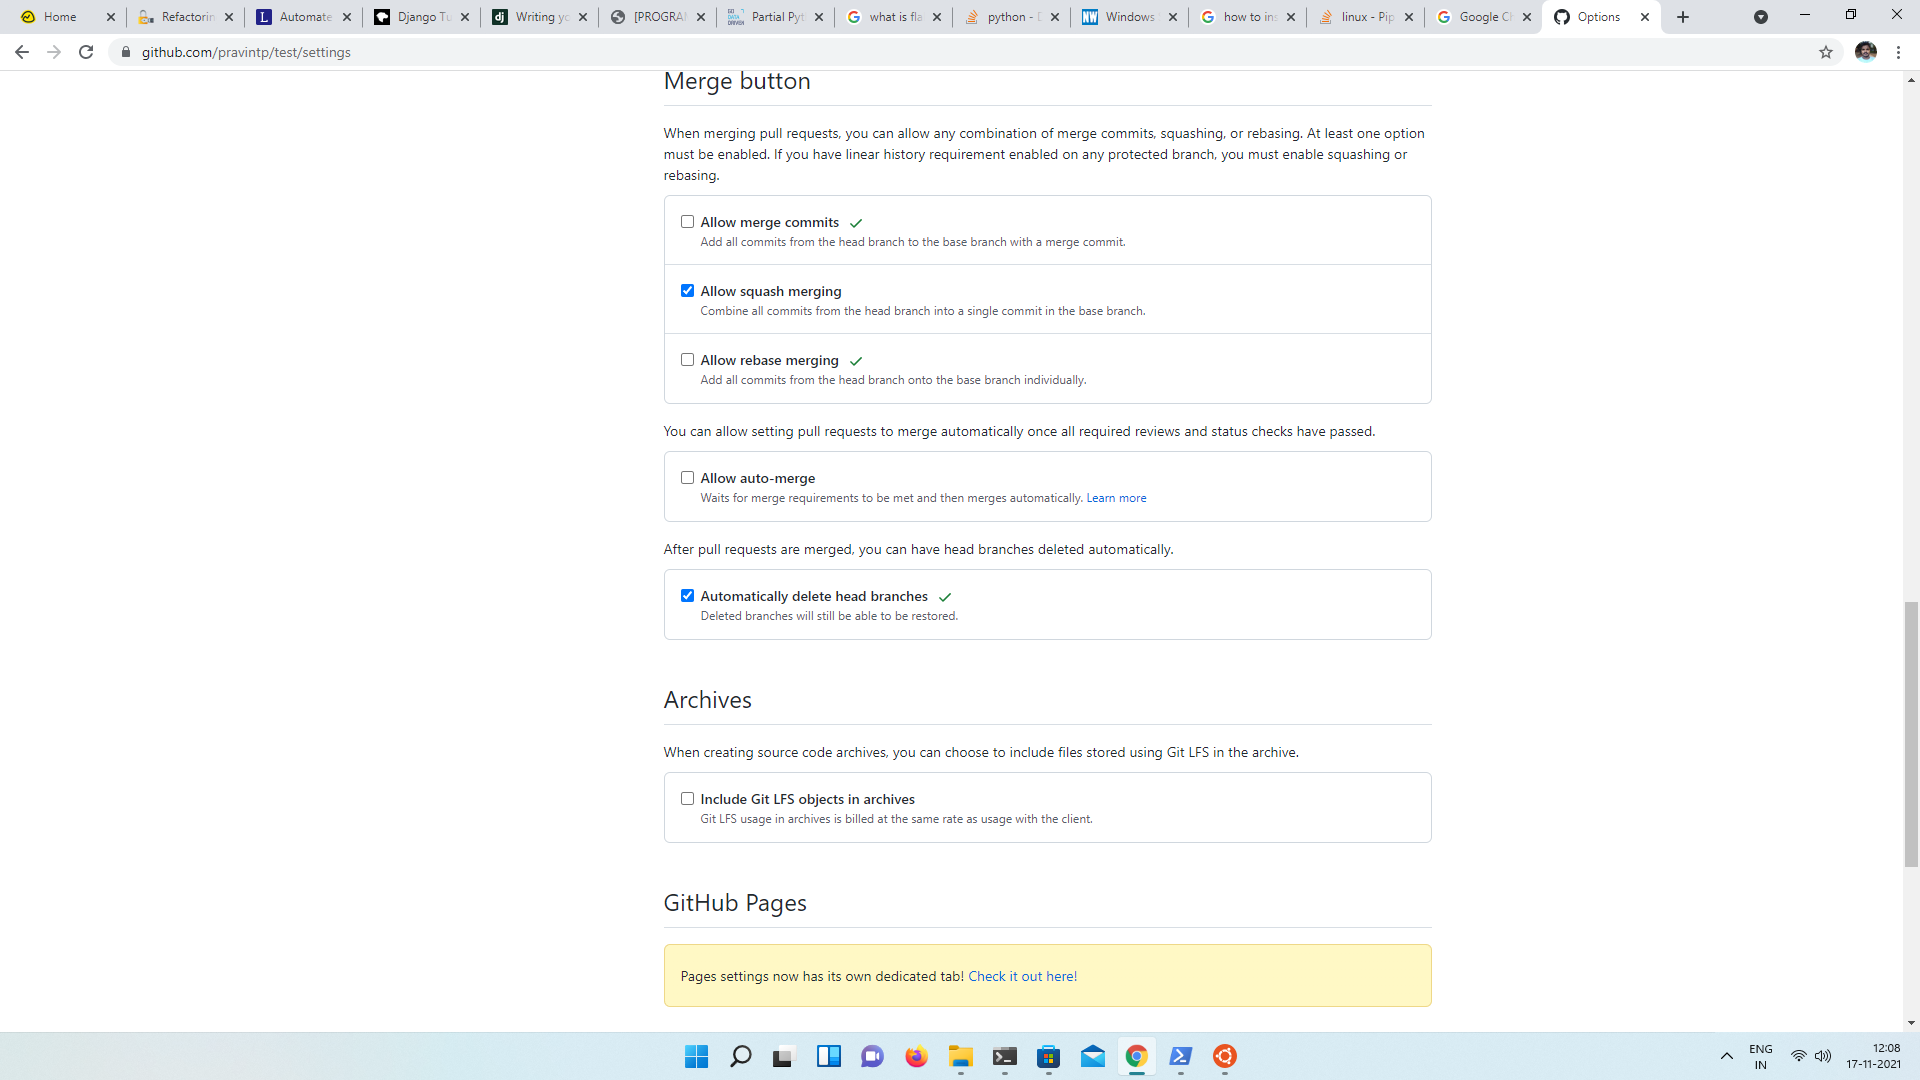 Home
Refactorin
Automate
Django Tu
Writing yo
[PROGRA
Partial Pyt
what is fla
python - D
Windows
how to ins
linux - Pip
Google Ch
Options
github.com/pravintp/test/settings
Merge button
When merging pull requests, you can allow any combination of merge commits, squashing, or rebasing. At least one option
must be enabled. If you have linear history requirement enabled on any protected branch, you must enable squashing or
rebasing.
Allow merge commits
Add all commits from the head branch to the base branch with a merge commit.
Allow squash merging
Combine all commits from the head branch into a single commit in the base branch.
Allow rebase merging
Add all commits from the head branch onto the base branch individually.
You can allow setting pull requests to merge automatically once all required reviews and status checks have passed.
Allow auto-merge
Waits for merge requirements to be met and then merges automatically. Learn more
After pull requests are merged, you can have head branches deleted automatically.
Automatically delete head branches
Deleted branches will still be able to be restored.
Archives
When creating source code archives, you can choose to include files stored using Git LFS in the archive.
Include Git LFS objects in archives
Git LFS usage in archives is billed at the same rate as usage with the client.
GitHub Pages
Pages settings now has its own dedicated tab! Check it out here!
ENG
IN
12:08
17-11-2021